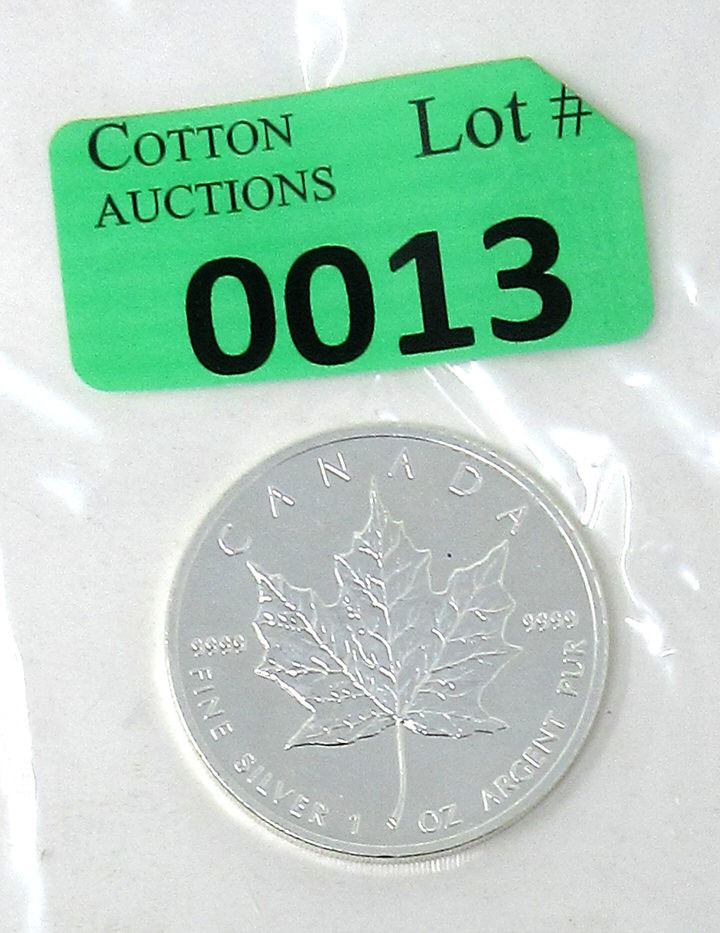 COTTON
AUCTIONS
Lot #
0013
CANADA
9999
9999
FINE SILVER 1 OZ ARGENT PUR